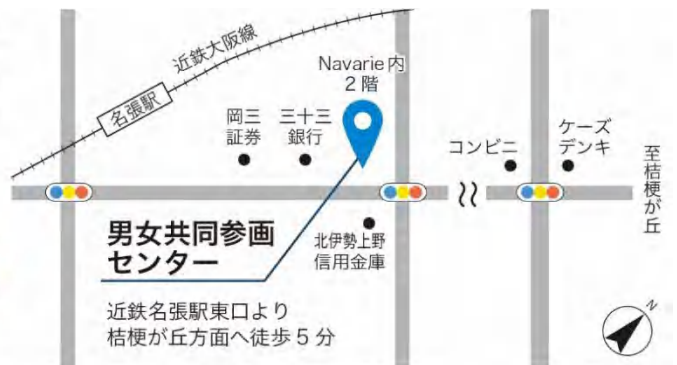 近鉄大阪線
名張駅
Navarie内
2階
岡三
証券
三十三
銀行
コンビニ
ケーズ
デンキ
至桔梗が丘
北伊勢上野
信用金庫
男女共同参画
センター
近鉄名張駅東口より
桔梗が丘方面へ徒歩5分
N